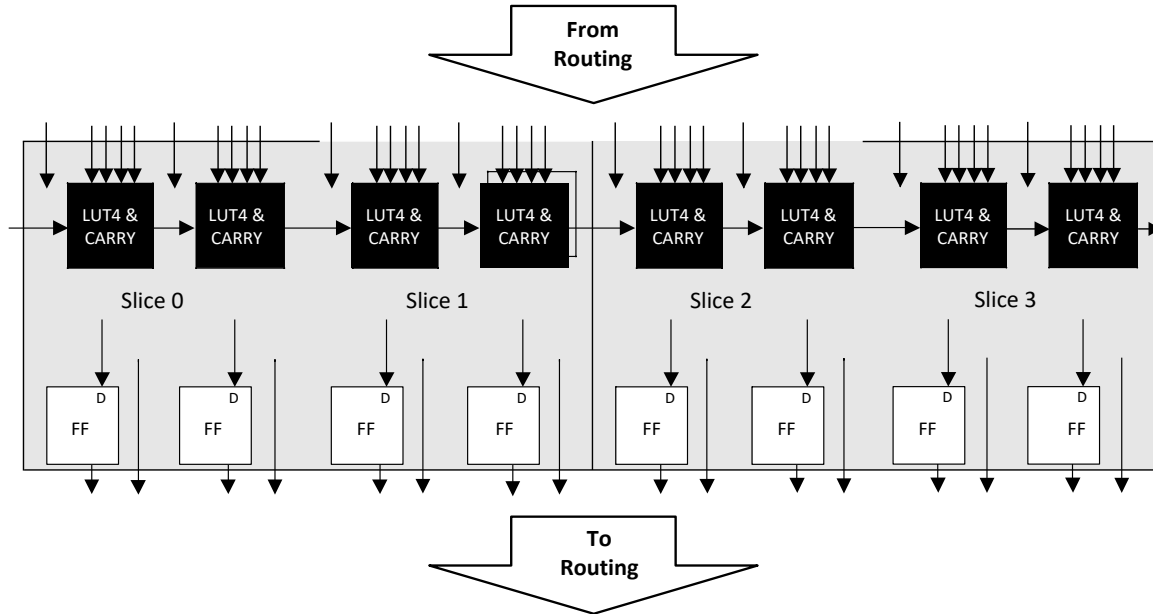 From
Routing
LUT4 &
CARRY
LUT4 &
CARRY
LUT4 &
CARRY
LUT4 &
CARRY
LUT4 &
CARRY
LUT4 &
CARRY
LUT4 &
CARRY
LUT4 &
CARRY
Slice 0
Slice 1
Slice 2
Slice 3
D
FF
D
FF
D
FF
D
FF
D
FF
D
FF
D
FF
D
FF
To
Routing